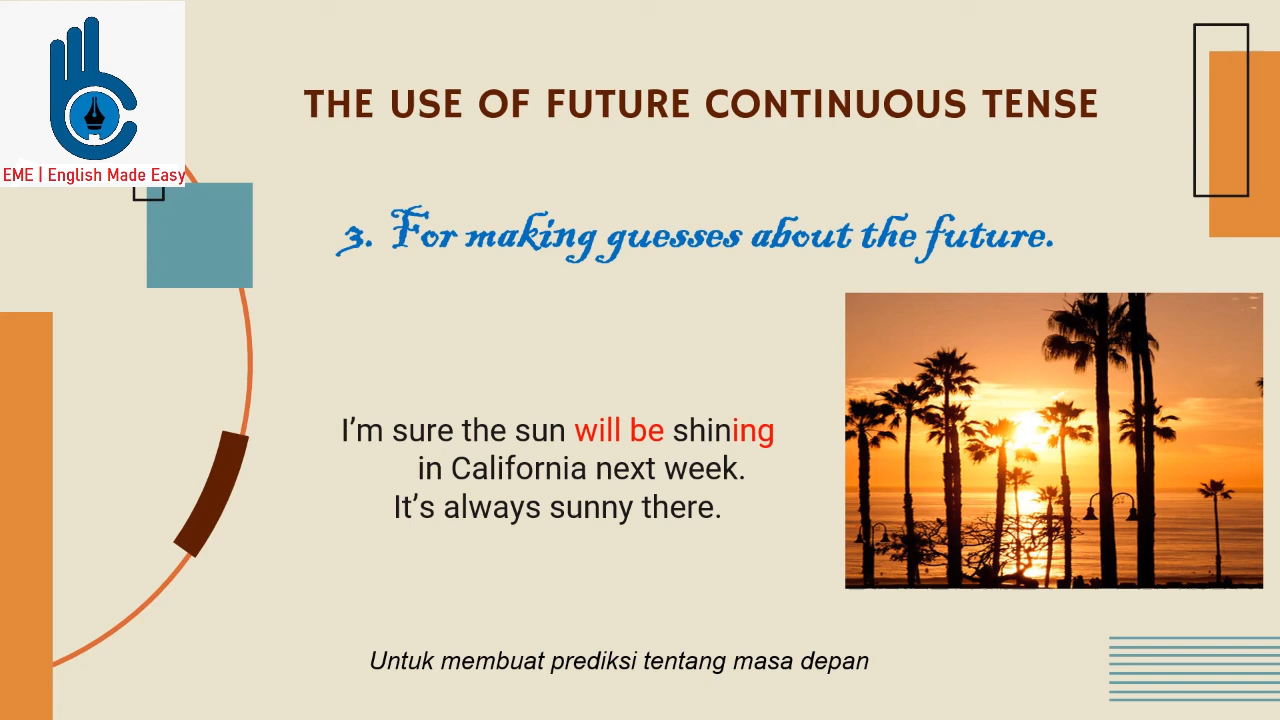 EME | English Made Easy
THE USE OF FUTURE CONTINUOUS TENSE
3. For making guesses about the future.
I’m sure the sun will be shining
in California next week.
It’s always sunny there.
Untuk membuat prediksi tentang masa depan